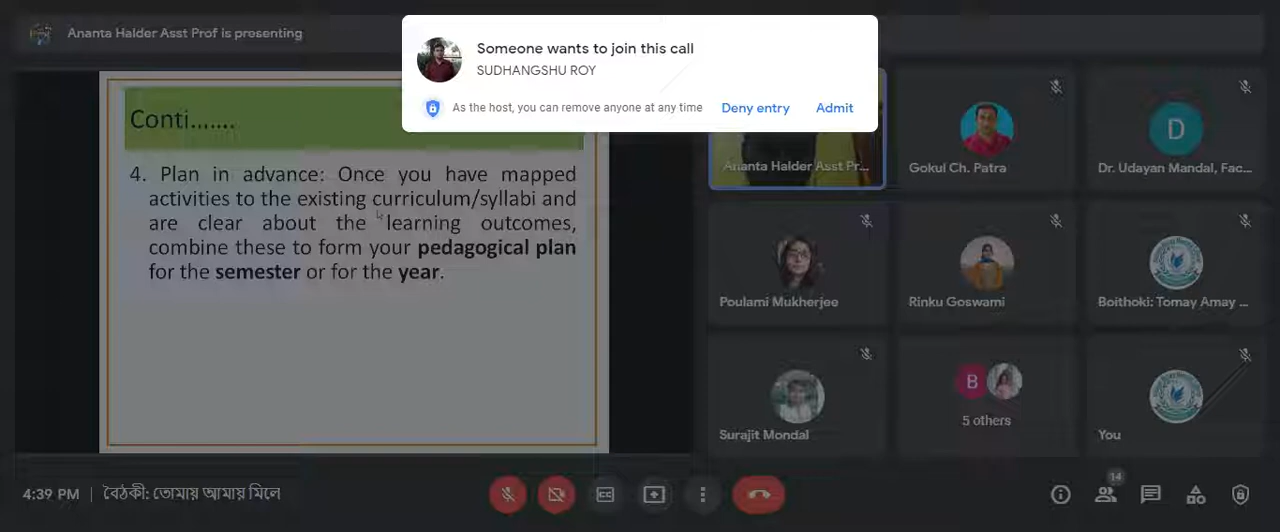 Ananta Halder Asst Prof is presenting
Someone wants to join this call
SUDHANGSHU ROY
As the host, you can remove anyone at any time
Deny entry
Admit
Conti.......
4. Plan in advance: Once you have mapped
activities to the existing curriculum/syllabi and
are clear about the learning outcomes,
combine these to form your pedagogical plan
for the semester or for the year.
Ananta Halder Asst Pr...
Gokul Ch. Patra
D
Dr. Udayan Mandal, Fac...
Poulami Mukherjee
Rinku Goswami
Boithoki: Tomay Amay ...
Surajit Mondal
B
5 others
You
4:39 PM | বৈঠকী: তোমায় আমায় মিলে
CC
14